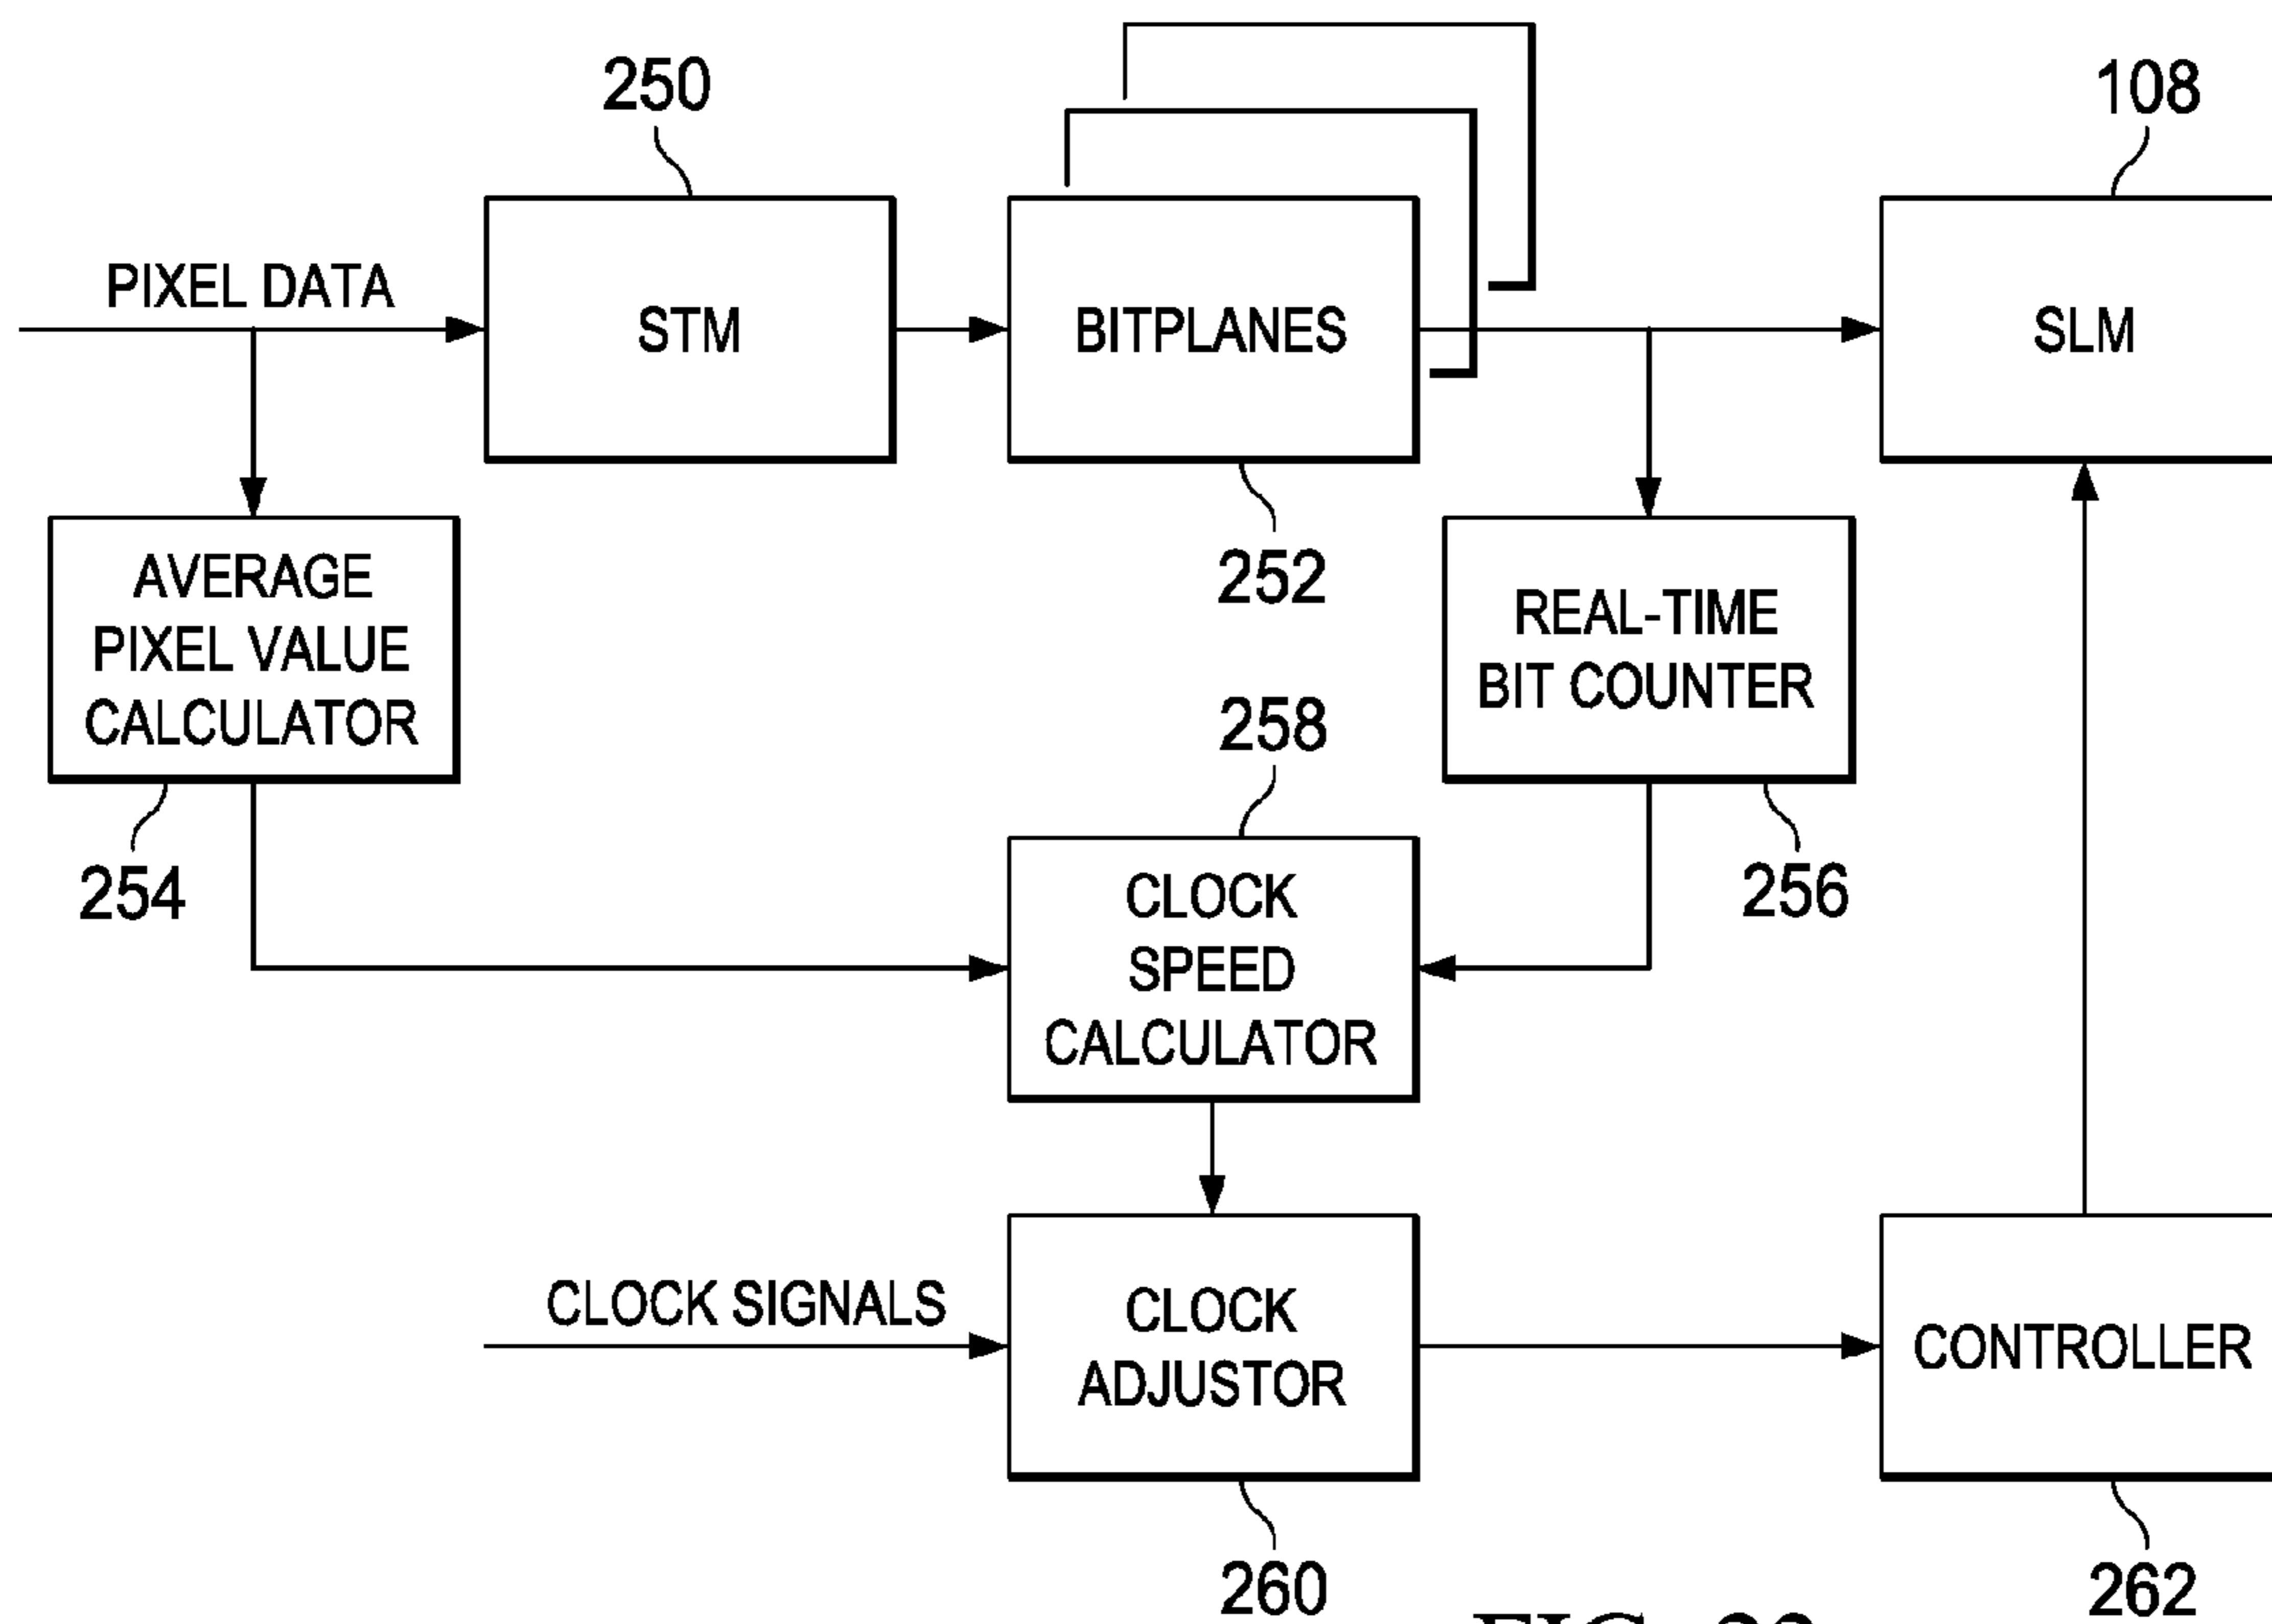 250
108
PIXEL DATA
STM
BITPLANES
SLM
252
AVERAGE
PIXEL VALUE
CALCULATOR
REAL-TIME
BIT COUNTER
254
258
256
CLOCK
SPEED
CALCULATOR
CLOCK SIGNALS
CLOCK
ADJUSTOR
CONTROLLER
260
262